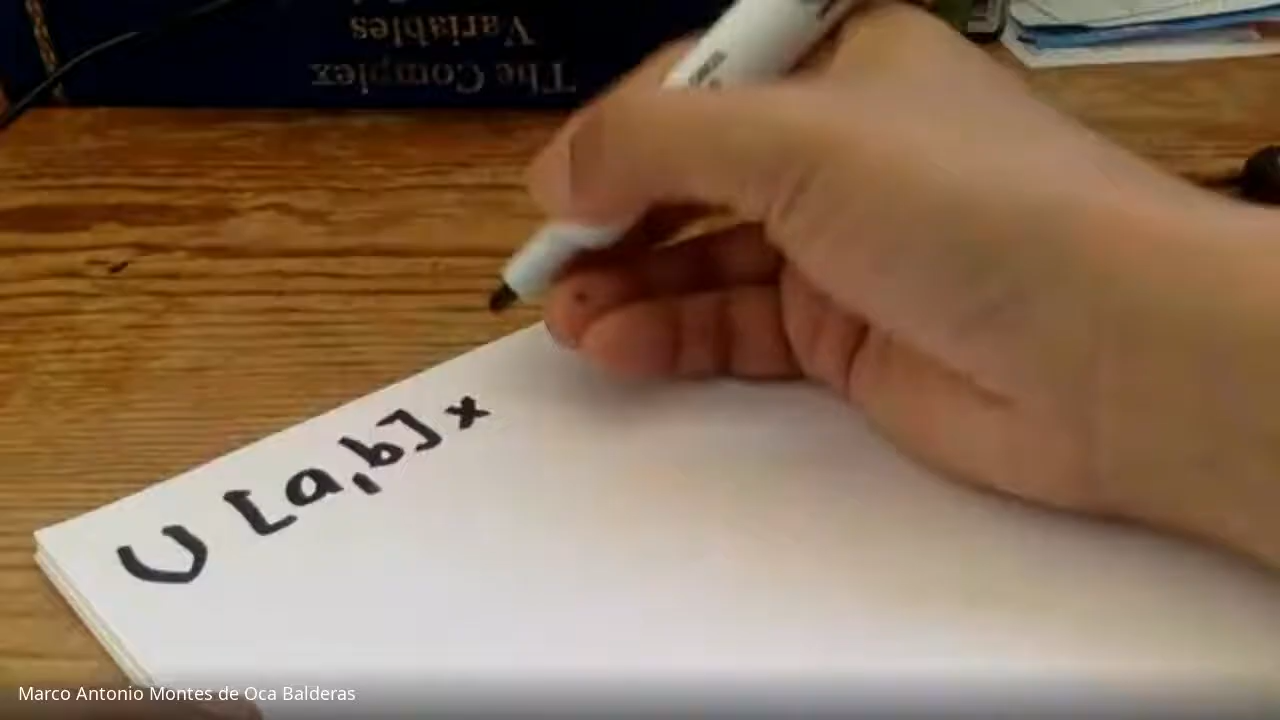 The Complex
Variables
U [a,b] x
Marco Antonio Montes de Oca Balderas